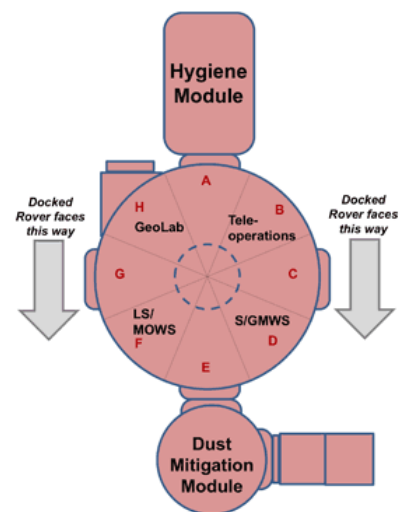 Hygiene
Module
A
B
H
GeoLab
Tele-
operations
Docked
Rover faces
this way
Docked
Rover faces
this way
G
C
LS/
MOWS
F
S/GMWS
D
E
Dust
Mitigation
Module